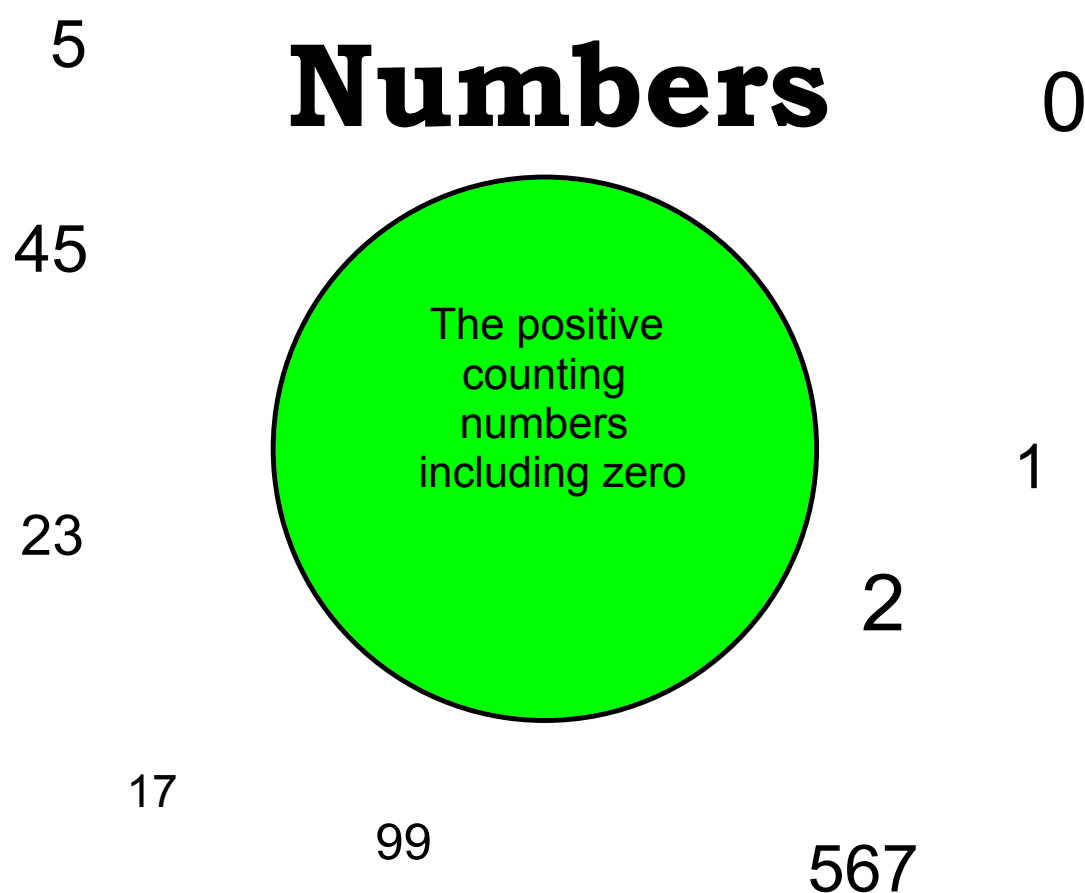 5
Numbers
0
45
The positive
counting
numbers
including zero
1
23
2
17
99
567